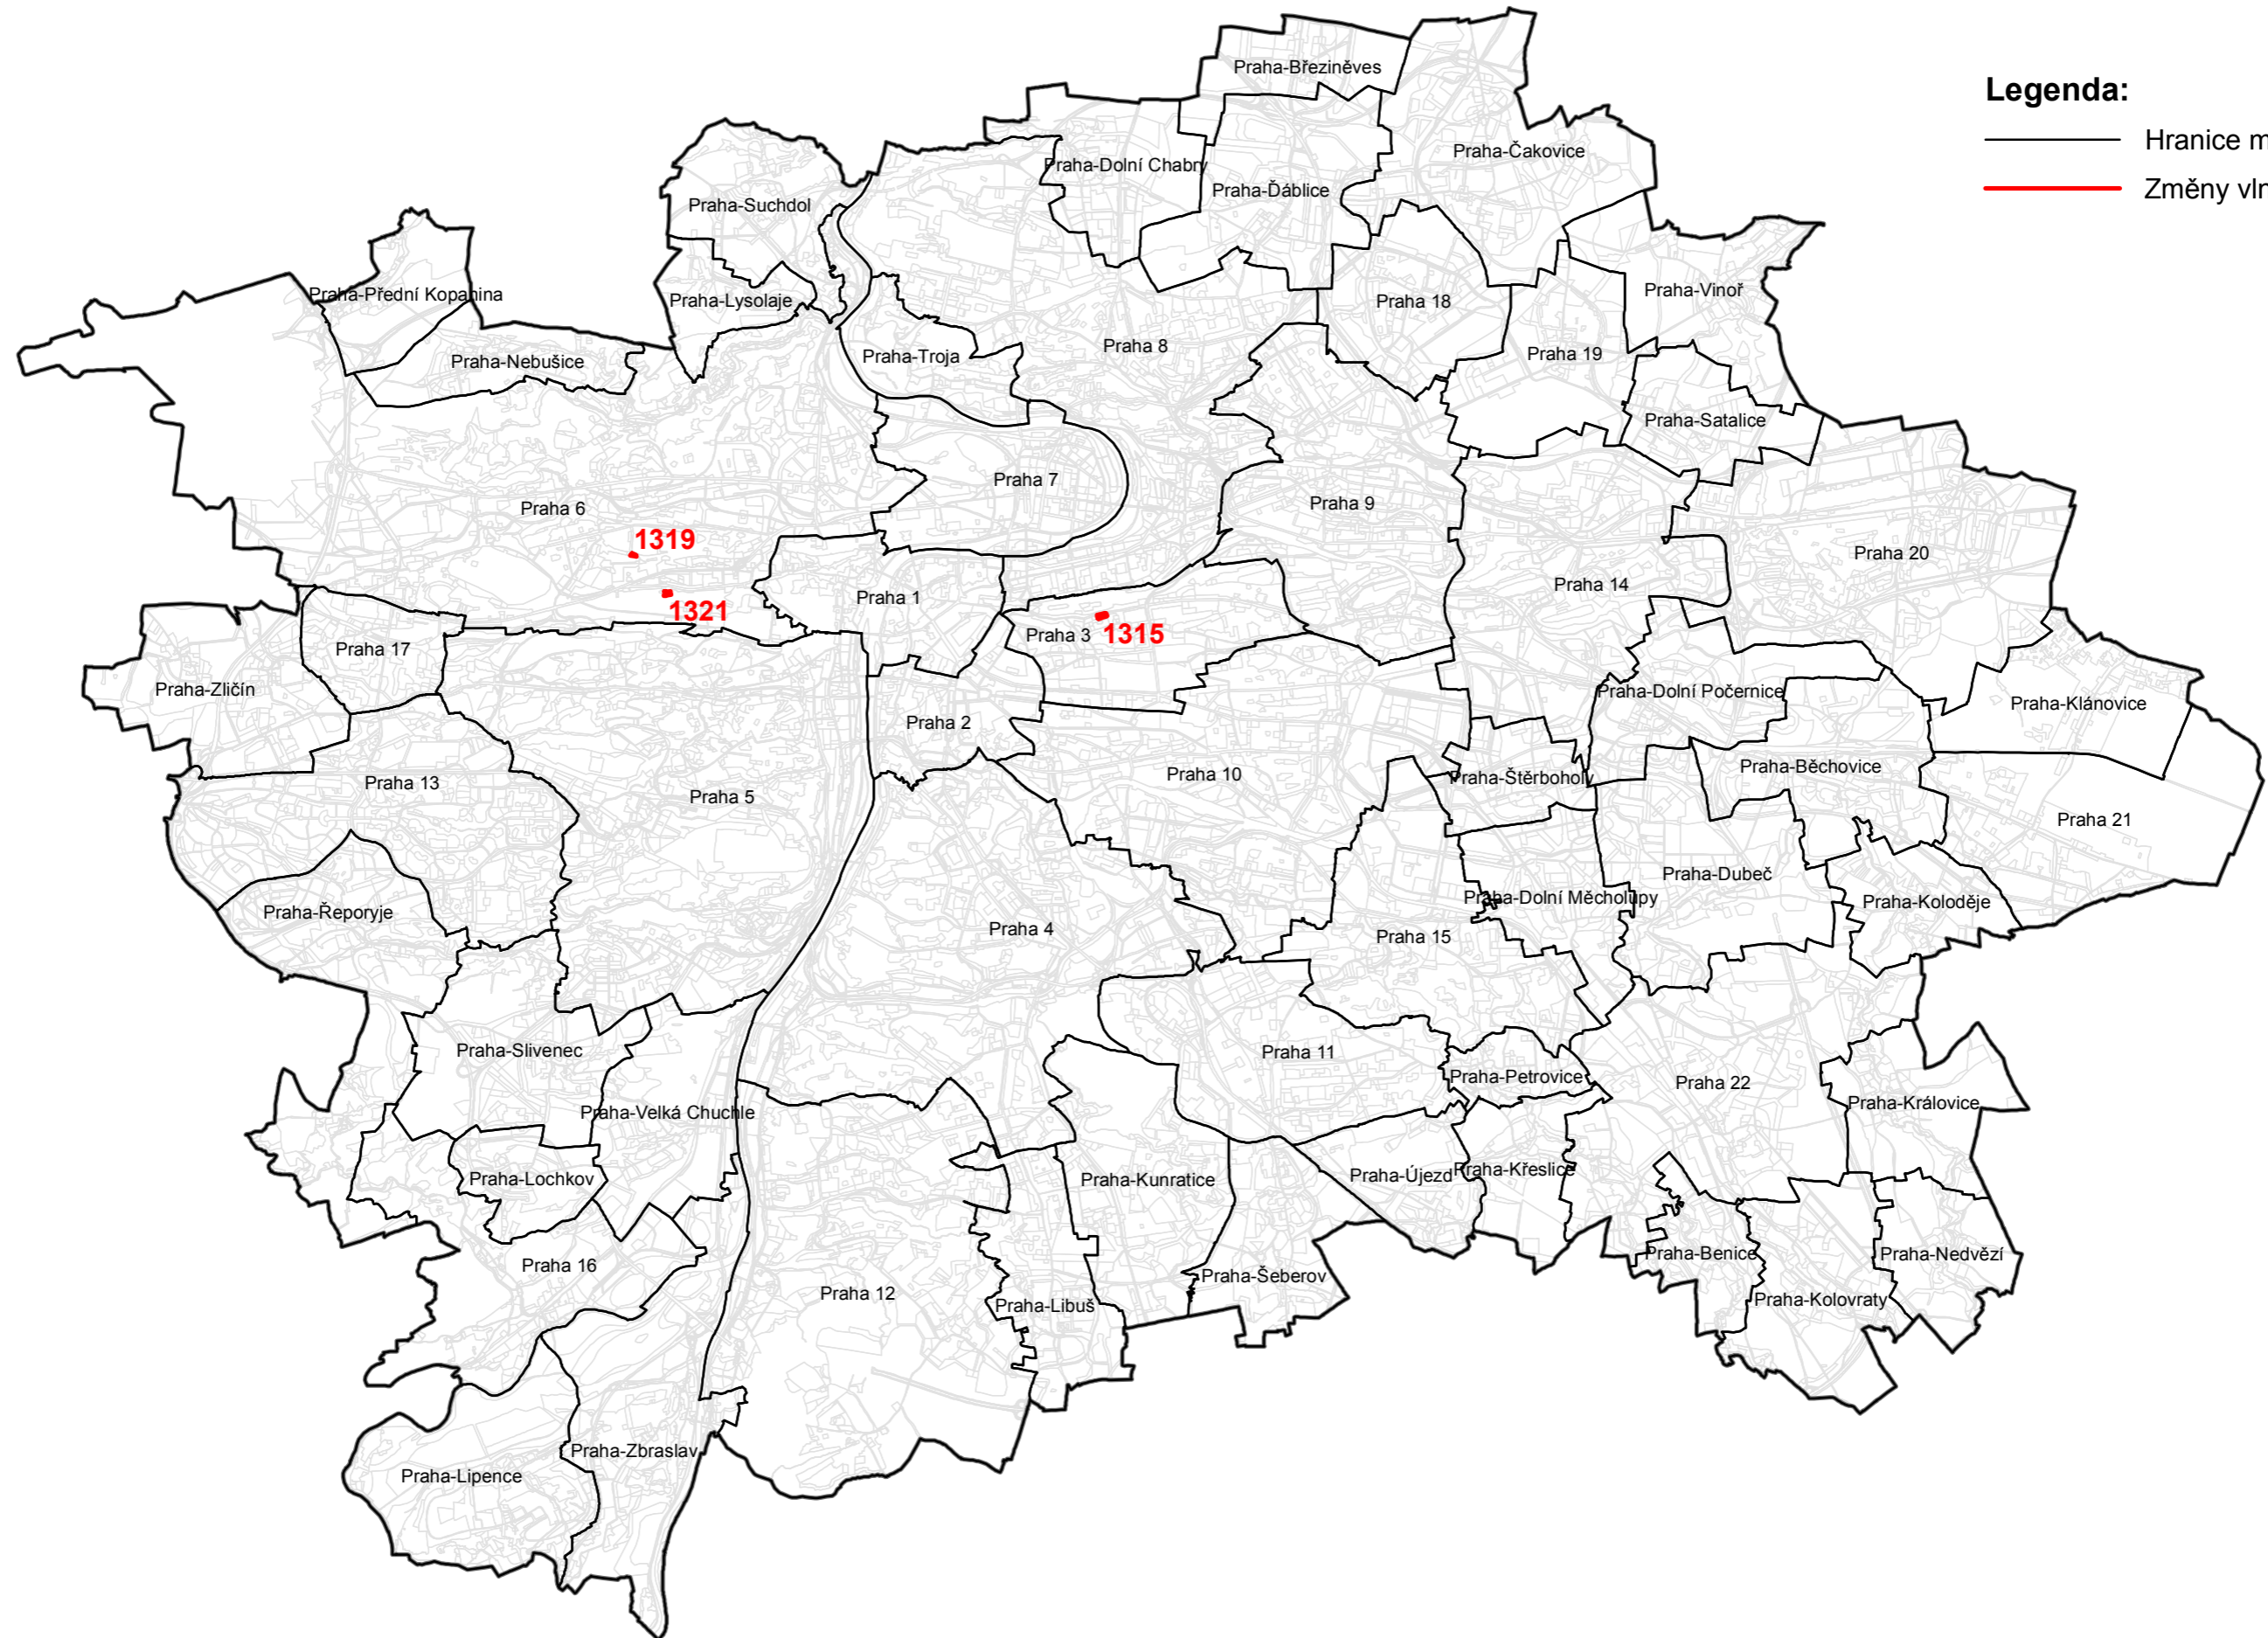 Legenda:
Hranice m
Změny vln
Praha-Březiněves
Praha-Čakovice
Praha-Dolní Chabry
Praha-Ďáblice
Praha-Suchdol
Praha-Vinoř
Praha-Přední Kopanina
Praha-Lysolaje
Praha 18
Praha 8
Praha 19
Praha-Troja
Praha-Nebušice
Praha-Satalice
Praha 7
Praha 9
Praha 6
1319
Praha 20
Praha 14
Praha 1
1321
Praha 3
1315
Praha 17
Praha-Zličín
Praha-Dolní Počernice
Praha-Klánovice
Praha 2
Praha-Běchovice
Praha 10
Praha-Štěrboholy
Praha 13
Praha 5
Praha 21
Praha-Dubeč
Praha-Dolní Měcholupy
Praha-Koloděje
Praha-Řeporyje
Praha 4
Praha 15
Praha-Slivenec
Praha 11
Praha-Petrovice
Praha 22
Praha-Královice
Praha-Velká Chuchle
Praha-Lochkov
Praha-Kunratice
Praha-Újezd
Praha-Křeslice
Praha-Benice
Praha-Nedvězí
Praha 16
Praha-Šeberov
Praha 12
Praha-Libuš
Praha-Kolovraty
Praha-Zbraslav
Praha-Lipence